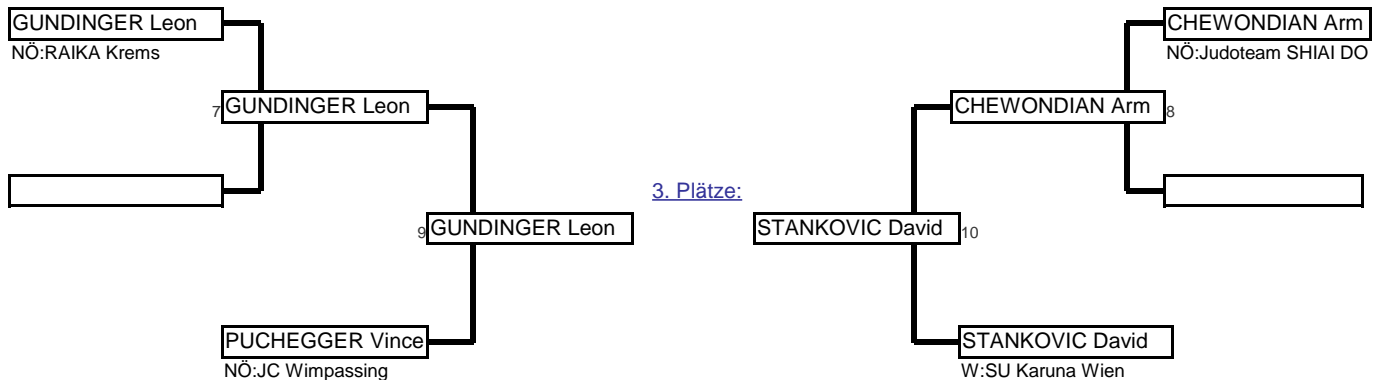 GUNDINGER Leon
CHEWONDIAN Arm
NÖ:RAIKA Krems
NÖ:Judoteam SHIAI DO
7 GUNDINGER Leon
CHEWONDIAN Arm 8
3. Plätze:
9 GUNDINGER Leon
STANKOVIC David 10
PUCHEGGER Vince
STANKOVIC David
NÖ:JC Wimpassing
W:SU Karuna Wien